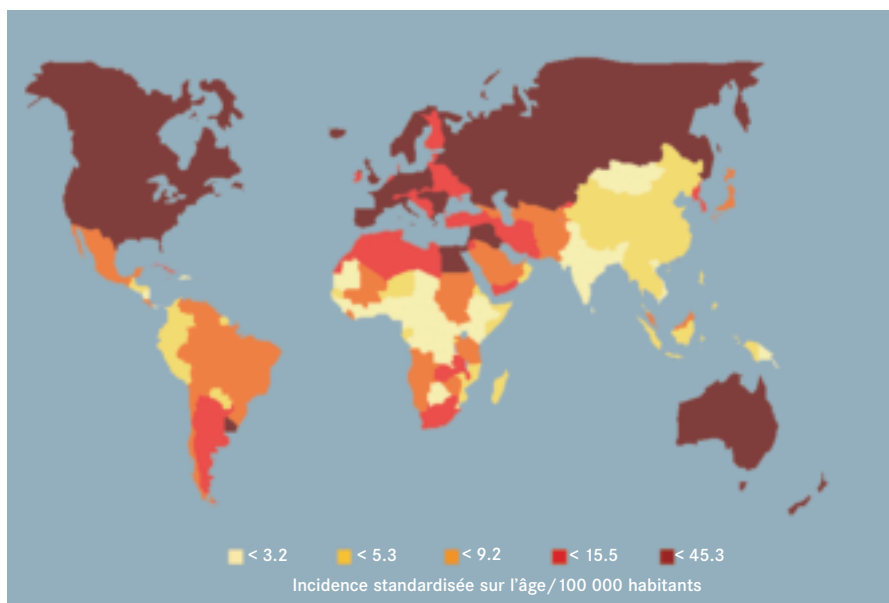 < 3.2 < 5.3 < 9.2 < 15.5 < 45.3
Incidence standardisée sur l'âge/100 000 habitants